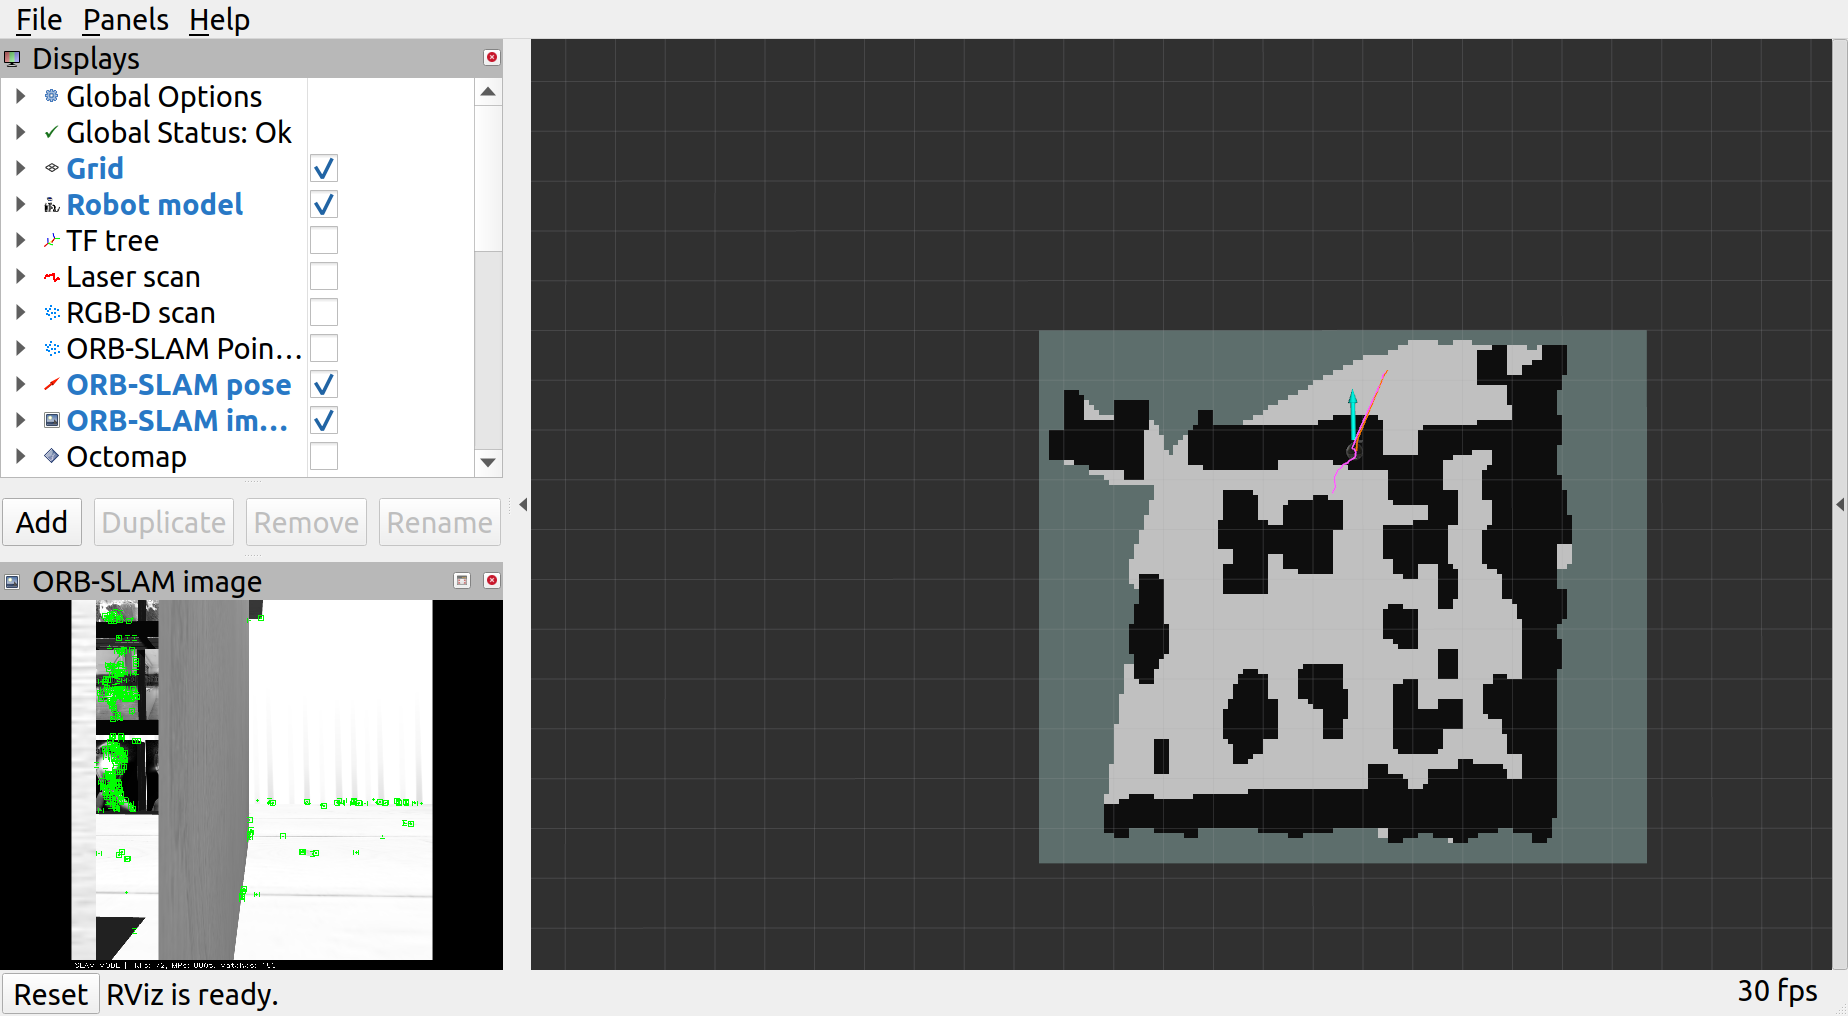 File Panels Help
Displays
Global Options
Global Status: Ok
Grid
Robot model
TF tree
Laser scan
RGB-D scan
ORB-SLAM Poin...
ORB-SLAM pose
ORB-SLAM im...
Octomap
Add Duplicate Remove Rename
ORB-SLAM image
SLAM MODE |
Reset RViz is ready.
30 fps